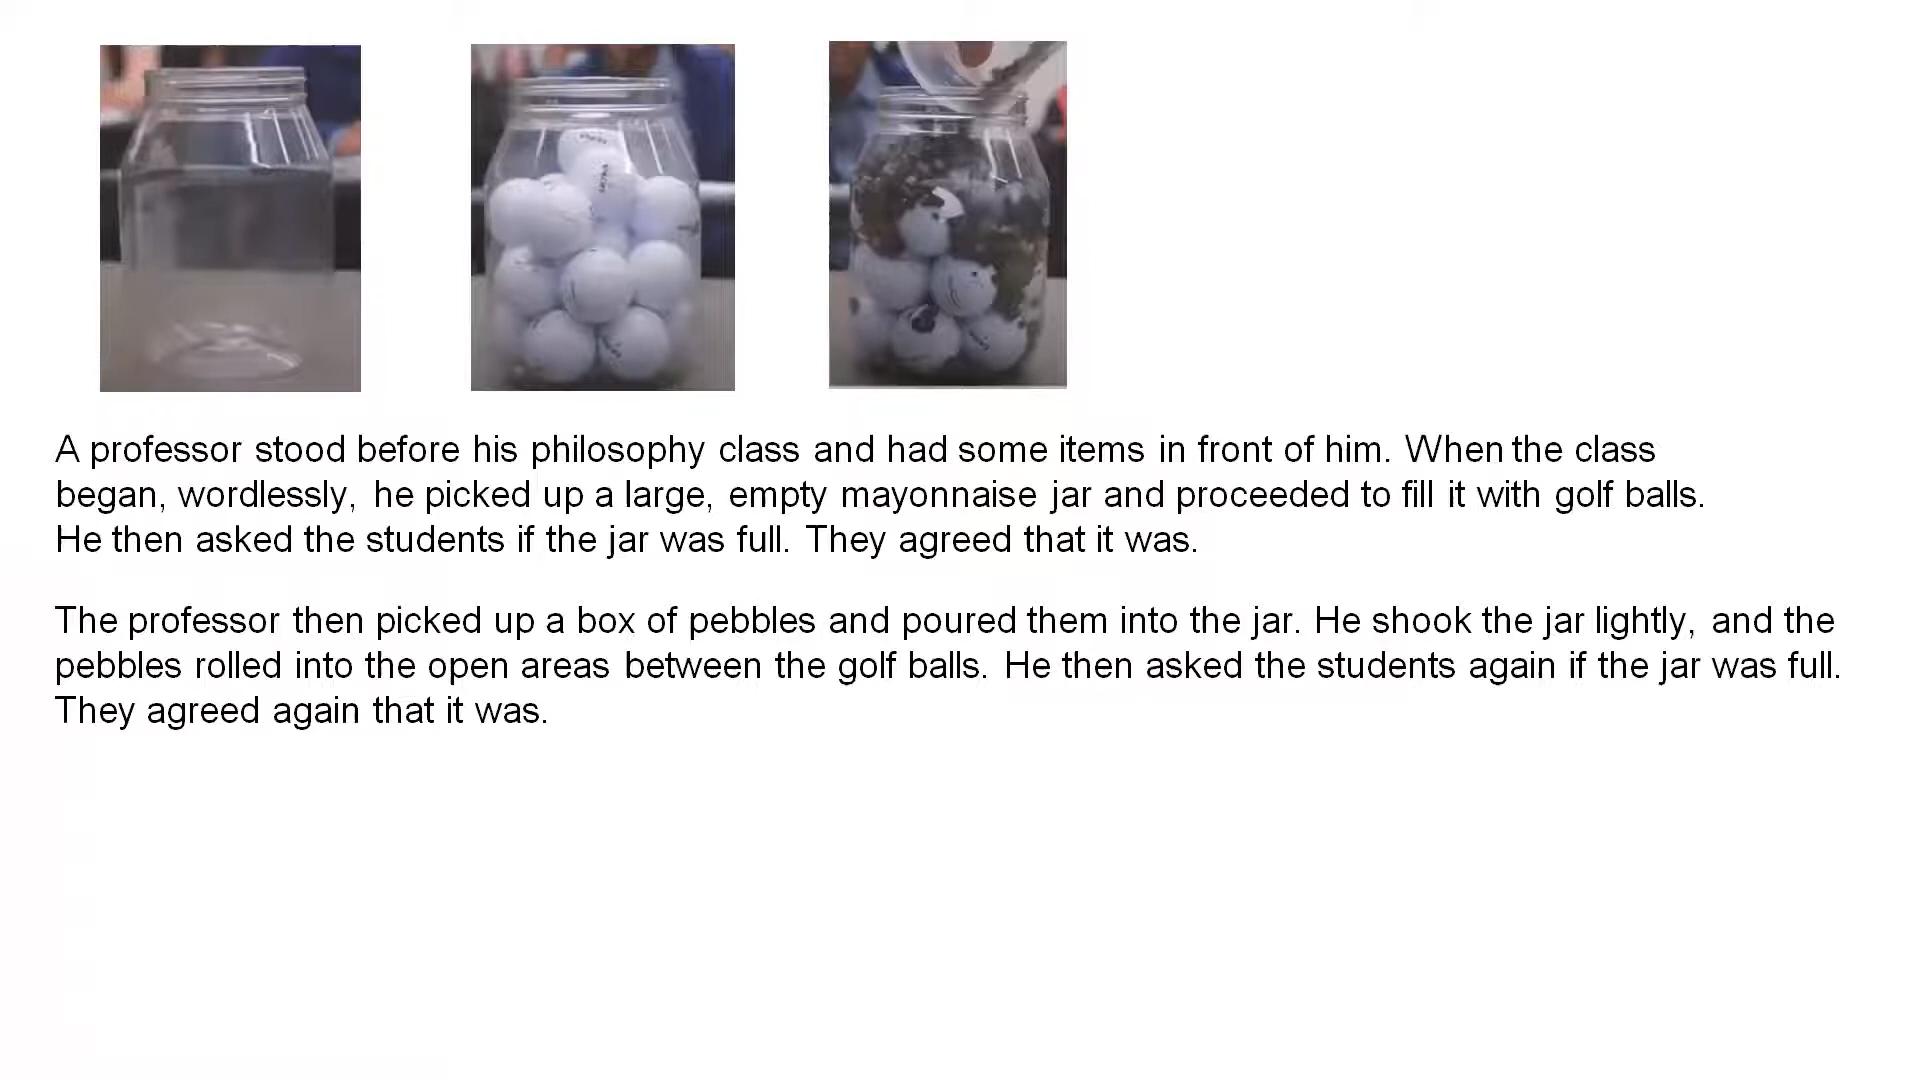 A professor stood before his philosophy class and had some items in front of him. When the class
began, wordlessly, he picked up a large, empty mayonnaise jar and proceeded to fill it with golf balls.
He then asked the students if the jar was full. They agreed that it was.
The professor then picked up a box of pebbles and poured them into the jar. He shook the jar lightly, and the
pebbles rolled into the open areas between the golf balls. He then asked the students again if the jar was full.
They agreed again that it was.